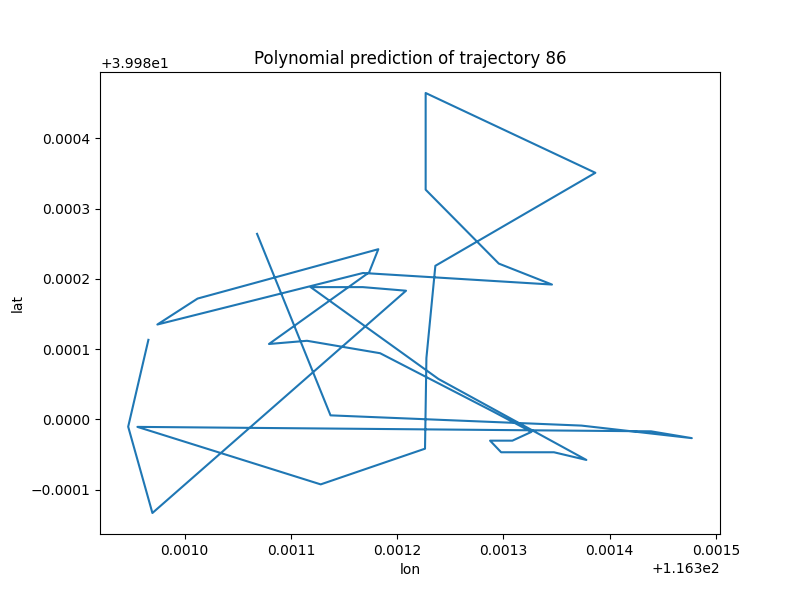 Polynomial prediction of trajectory 86
+3.998e1
0.0004
0.0003
0.0002
0.0001
0.0000
−0.0001
lat
0.0010 0.0011 0.0012 0.0013 0.0014 0.0015
lon
+1.163e2